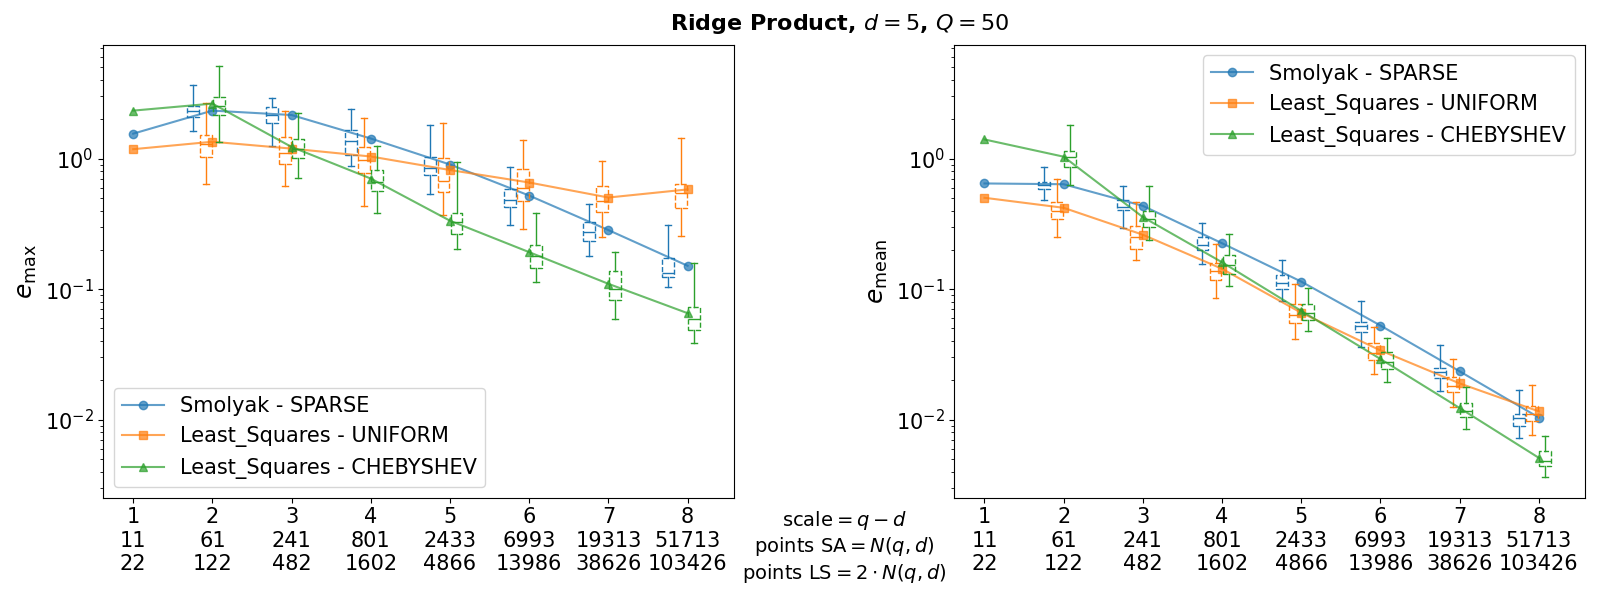 Ridge Product, d = 5, Q = 50
e_max
10^0
10^-1
10^-2
Smolyak - SPARSE
Least_Squares - UNIFORM
Least_Squares - CHEBYSHEV
1 2 3 4 5 6 7 8
11 61 241 801 2433 6993 19313 51713
22 122 482 1602 4866 13986 38626 103426
scale = q − d
points SA = N(q, d)
points LS = 2 · N(q, d)
e_mean
10^0
10^-1
10^-2
Smolyak - SPARSE
Least_Squares - UNIFORM
Least_Squares - CHEBYSHEV
1 2 3 4 5 6 7 8
11 61 241 801 2433 6993 19313 51713
22 122 482 1602 4866 13986 38626 103426